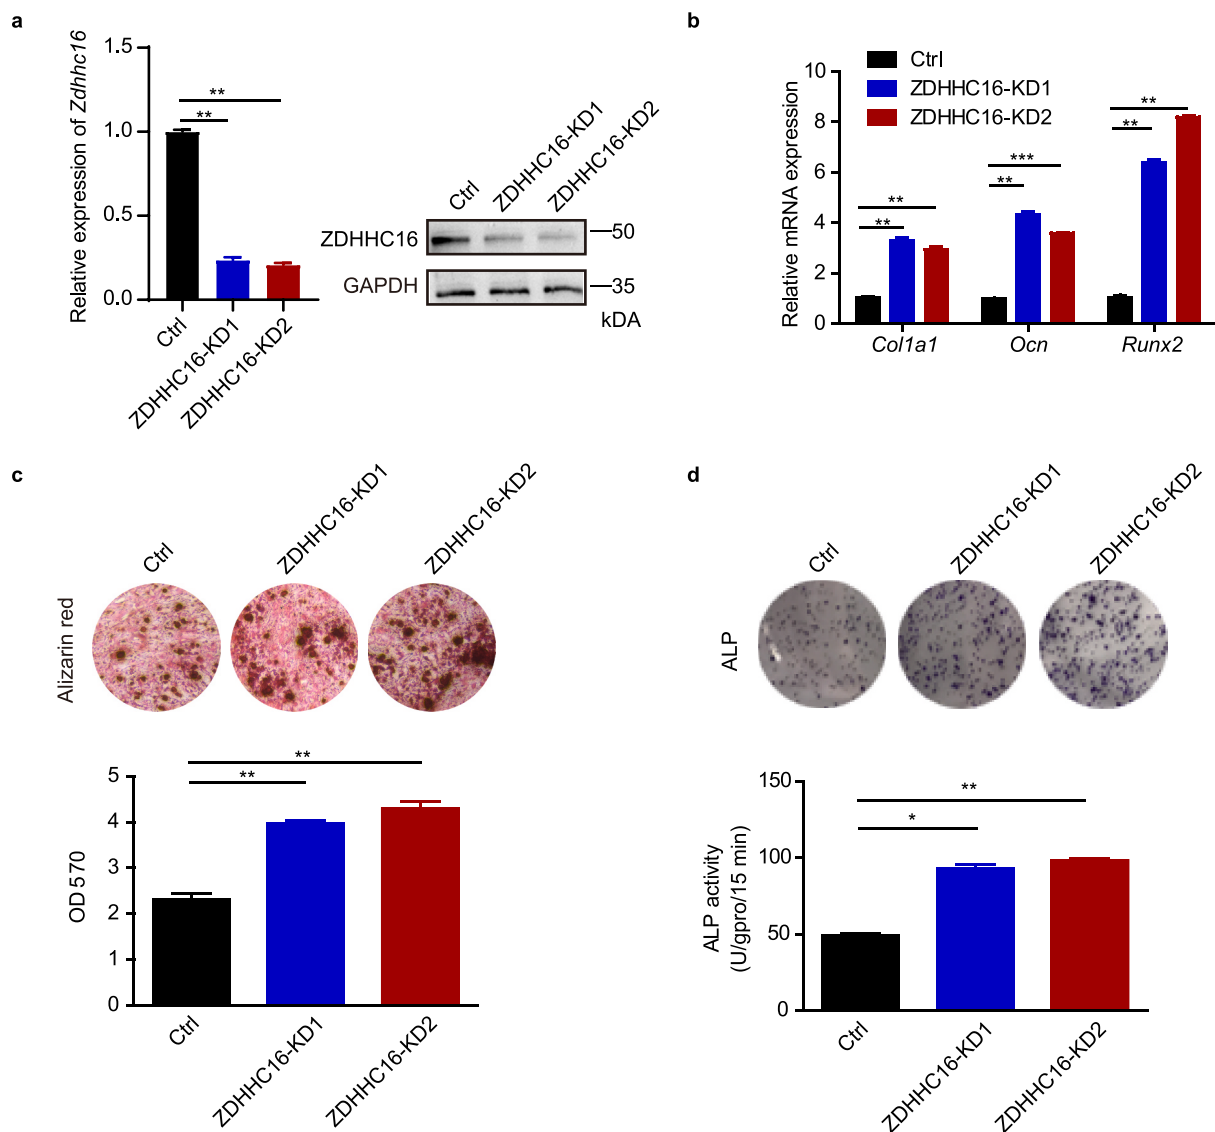 a
Relative expression of Zdhhc16
1.5
1.0
0.5
0.0
**
**
Ctrl
ZDHHC16-KD1
ZDHHC16-KD2
Ctrl
ZDHHC16-KD1
ZDHHC16-KD2
ZDHHC16
50
GAPDH
35
kDA
b
Ctrl
ZDHHC16-KD1
ZDHHC16-KD2
Relative mRNA expression
10
8
6
4
2
0
**
**
***
**
**
**
Col1a1
Ocn
Runx2
c
Ctrl
ZDHHC16-KD1
ZDHHC16-KD2
Alizarin red
OD570
5
4
3
2
1
0
**
**
Ctrl
ZDHHC16-KD1
ZDHHC16-KD2
d
Ctrl
ZDHHC16-KD1
ZDHHC16-KD2
ALP
ALP activity
(U/gpro/15 min)
150
100
50
0
**
*
Ctrl
ZDHHC16-KD1
ZDHHC16-KD2